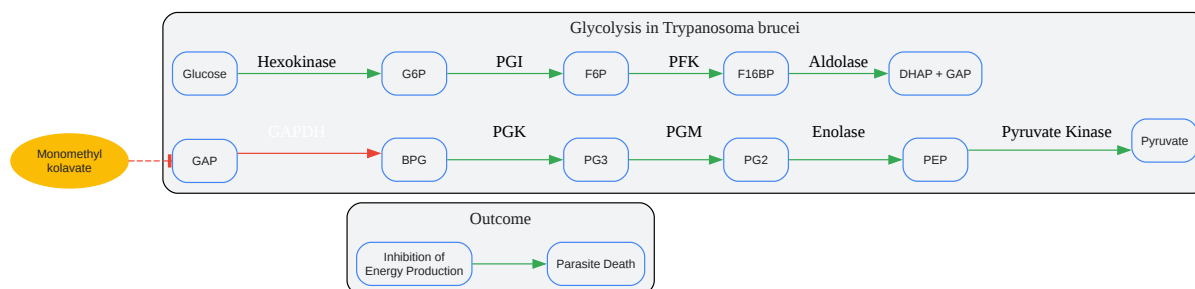 Glycolysis in Trypanosoma brucei
Glucose
Hexokinase
G6P
PGI
F6P
PFK
F16BP
Aldolase
DHAP + GAP
Monomethyl
kolavate
GAP
GAPDH
BPG
PGK
PG3
PGM
PG2
Enolase
PEP
Pyruvate Kinase
Pyruvate
Outcome
Inhibition of
Energy Production
Parasite Death